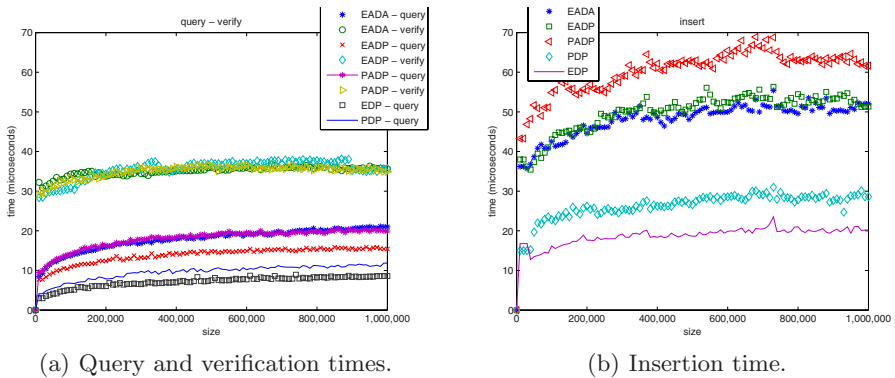 query – verify
EADA – query
EADA – verify
EADP – query
EADP – verify
PADP – query
PADP – verify
EDP – query
PDP – query
70
60
50
40
30
20
10
0
time (microseconds)
0
200,000
400,000
600,000
800,000
1,000,000
size
(a) Query and verification times.
insert
EADA
EADP
PADP
PDP
EDP
70
60
50
40
30
20
10
0
time (microseconds)
0
200,000
400,000
600,000
800,000
1,000,000
size
(b) Insertion time.